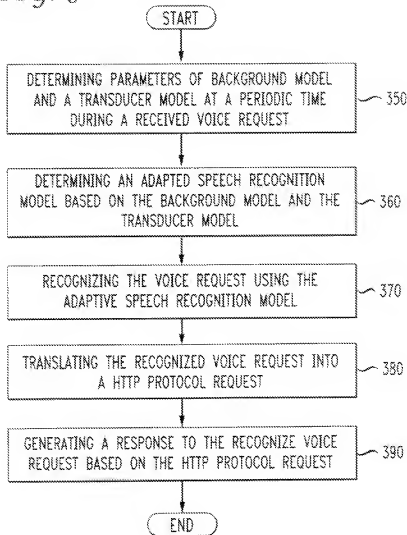 START
DETERMINING PARAMETERS OF BACKGROUND MODEL
AND A TRANSDUCER MODEL AT A PERIODIC TIME
DURING A RECEIVED VOICE REQUEST
350
DETERMINING AN ADAPTED SPEECH RECOGNITION
MODEL BASED ON THE BACKGROUND MODEL AND THE
TRANSDUCER MODEL
360
RECOGNIZING THE VOICE REQUEST USING THE
ADAPTIVE SPEECH RECOGNITION MODEL
370
TRANSLATING THE RECOGNIZED VOICE REQUEST INTO
A HTTP PROTOCOL REQUEST
380
GENERATING A RESPONSE TO THE RECOGNIZE VOICE
REQUEST BASED ON THE HTTP PROTOCOL REQUEST
390
END